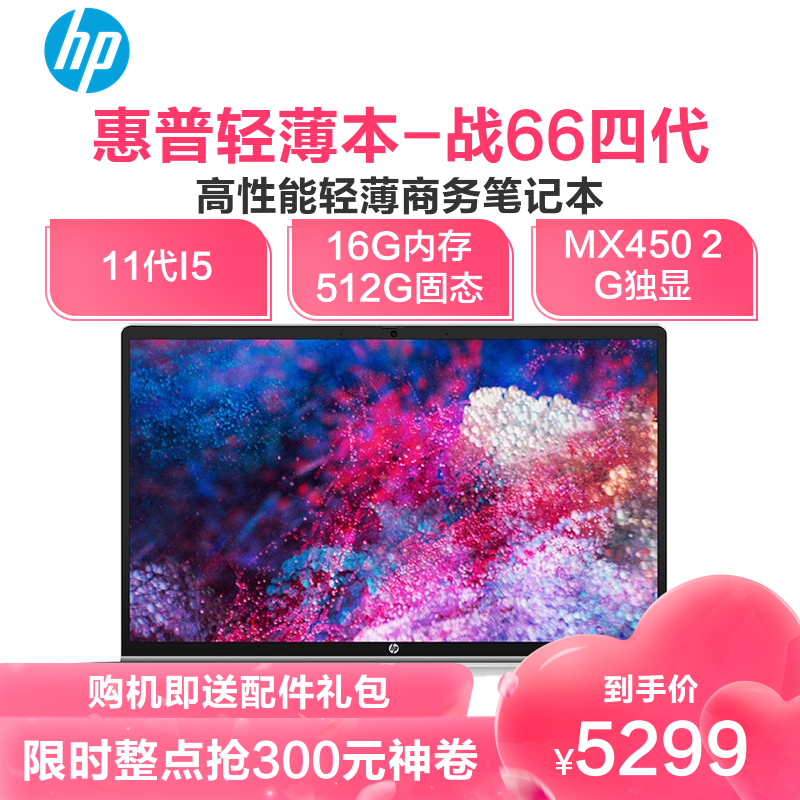 hp
惠普轻薄本-战66四代
高性能轻薄商务笔记本
11代I5
16G内存
512G固态
MX450 2
G独显
hp
购机即送配件礼包
限时整点抢300元神卷
到手价
¥5299